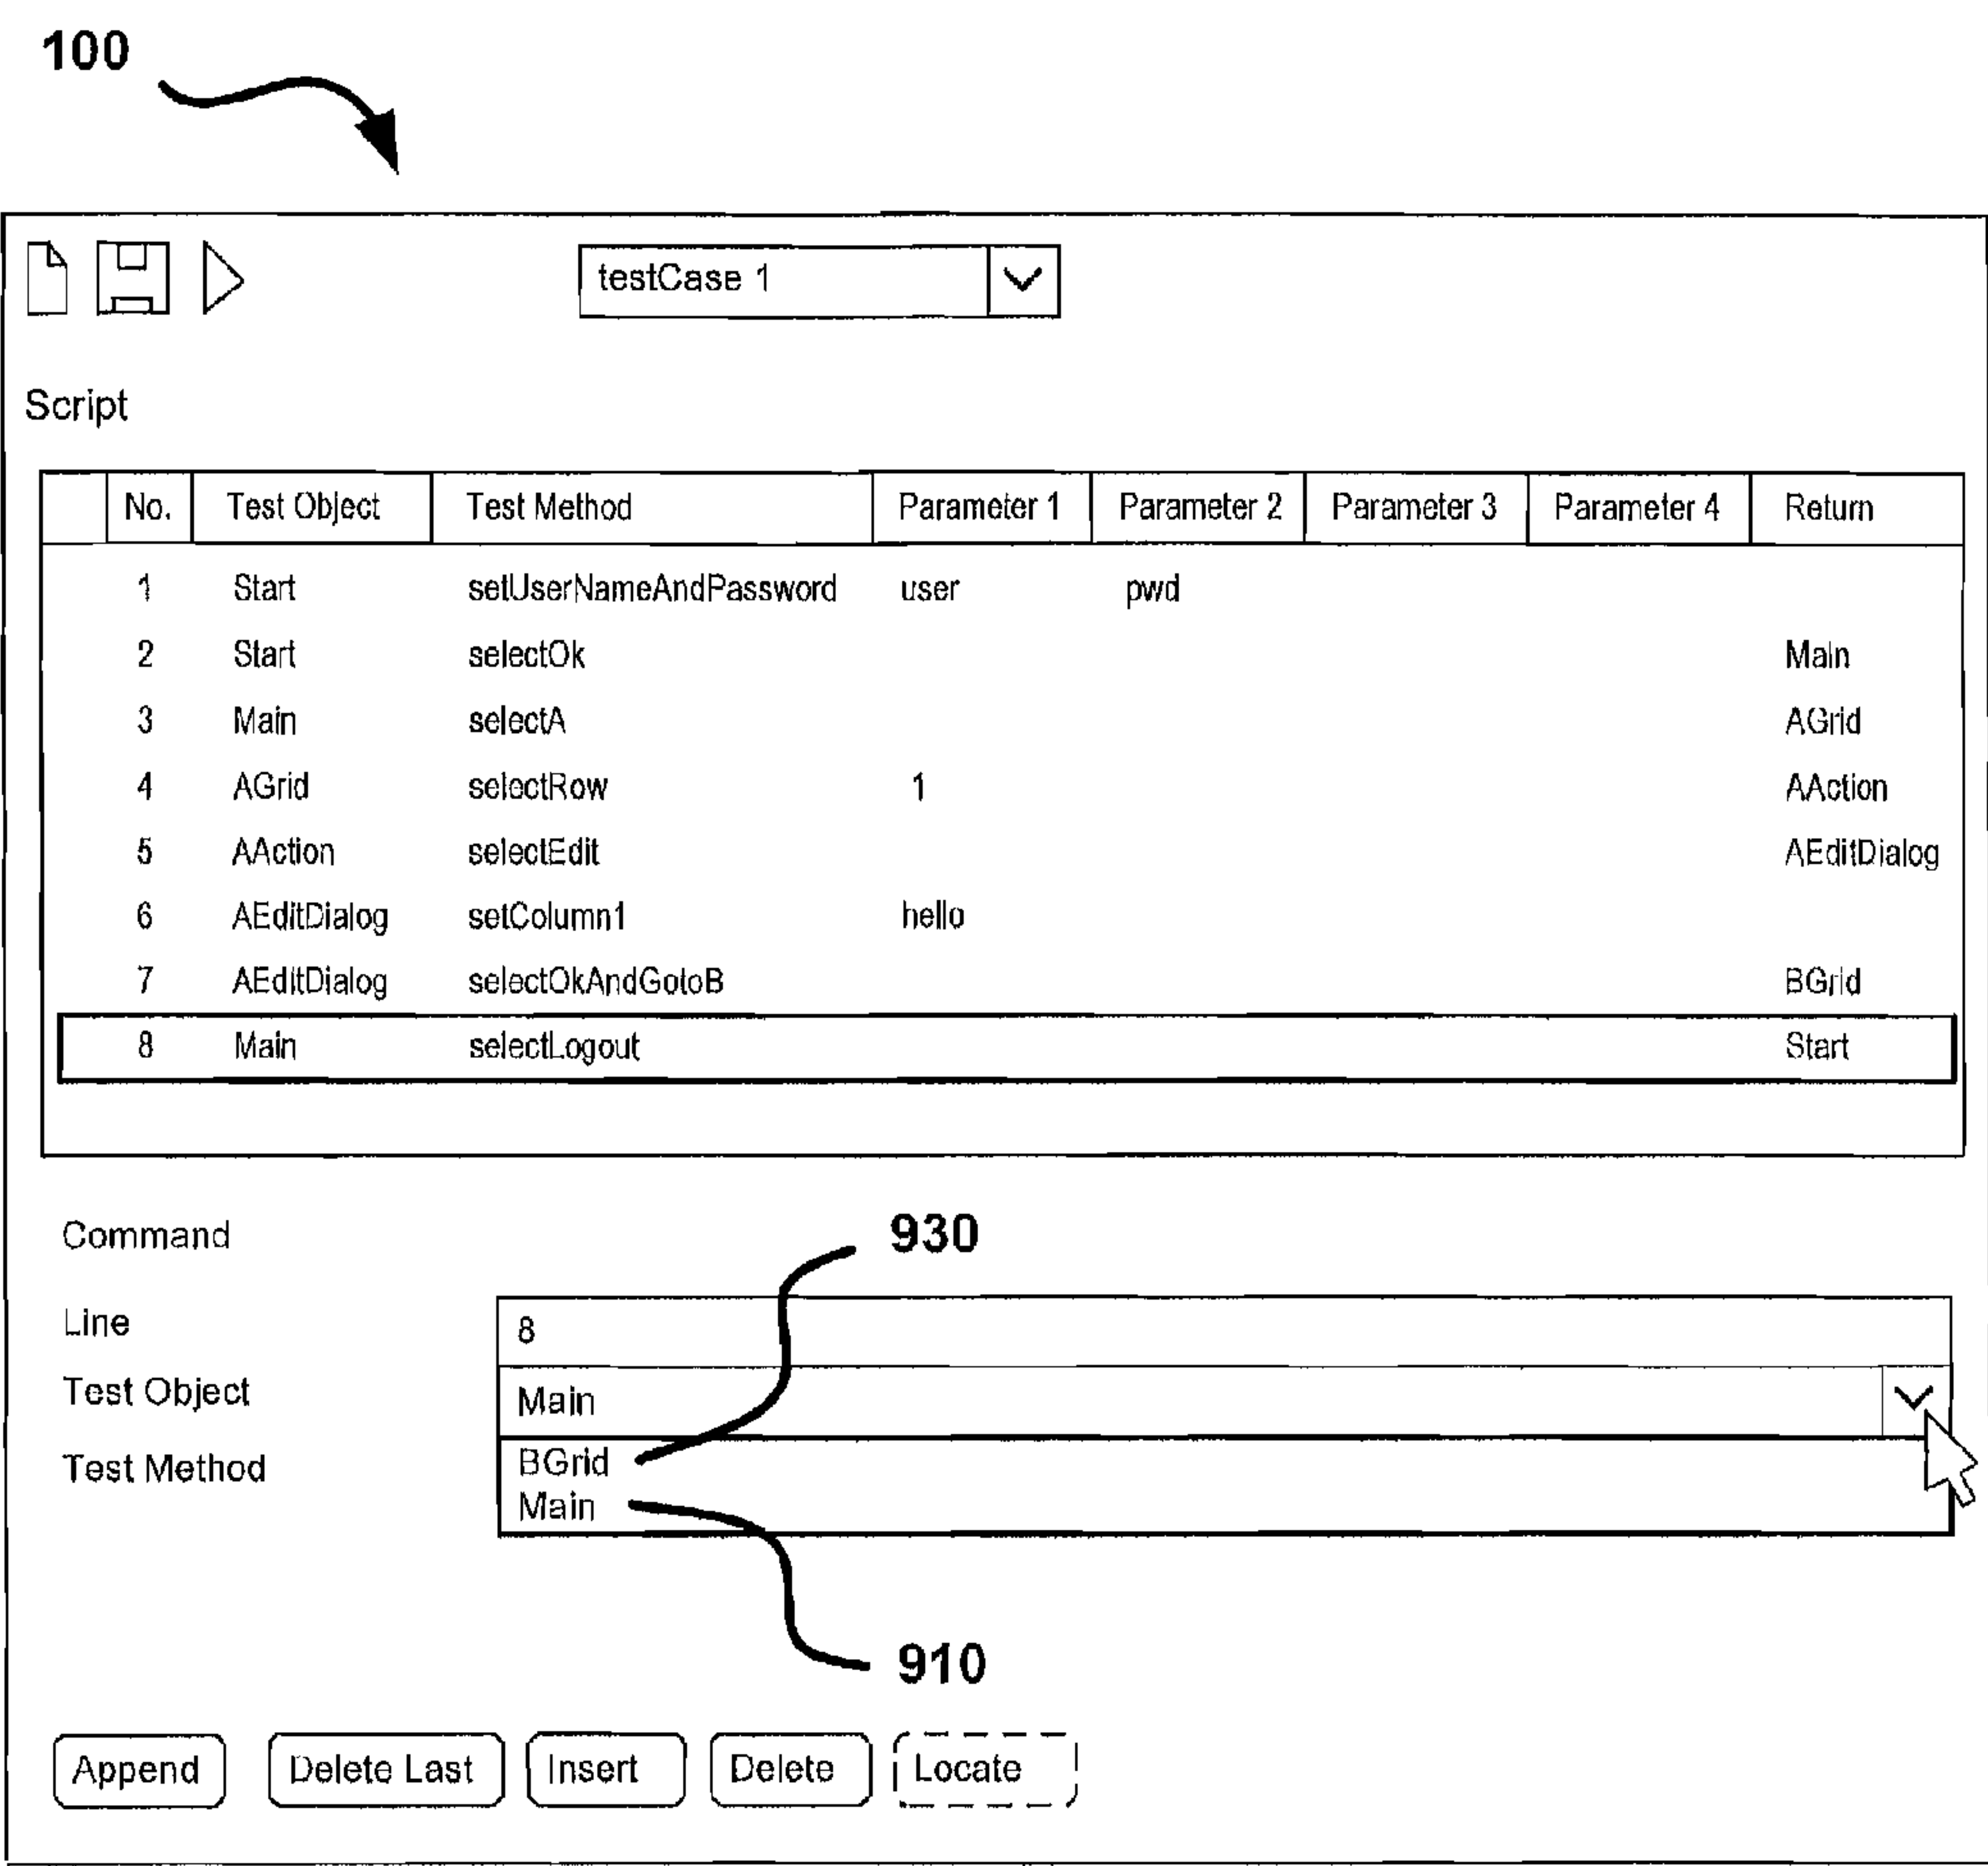 100
testCase 1
Script
No. Test Object Test Method Parameter 1 Parameter 2 Parameter 3 Parameter 4 Return
1 Start setUserNameAndPassword user pwd
2 Start selectOk Main
3 Main selectA AGrid
4 AGrid selectRow 1 AAction
5 AAction selectEdit AEditDialog
6 AEditDialog setColumn1 hello
7 AEditDialog selectOkAndGotoB BGrid
8 Main selectLogout Start
Command
930
Line 8
Test Object Main
Test Method BGrid
Main
910
Append Delete Last Insert Delete Locate